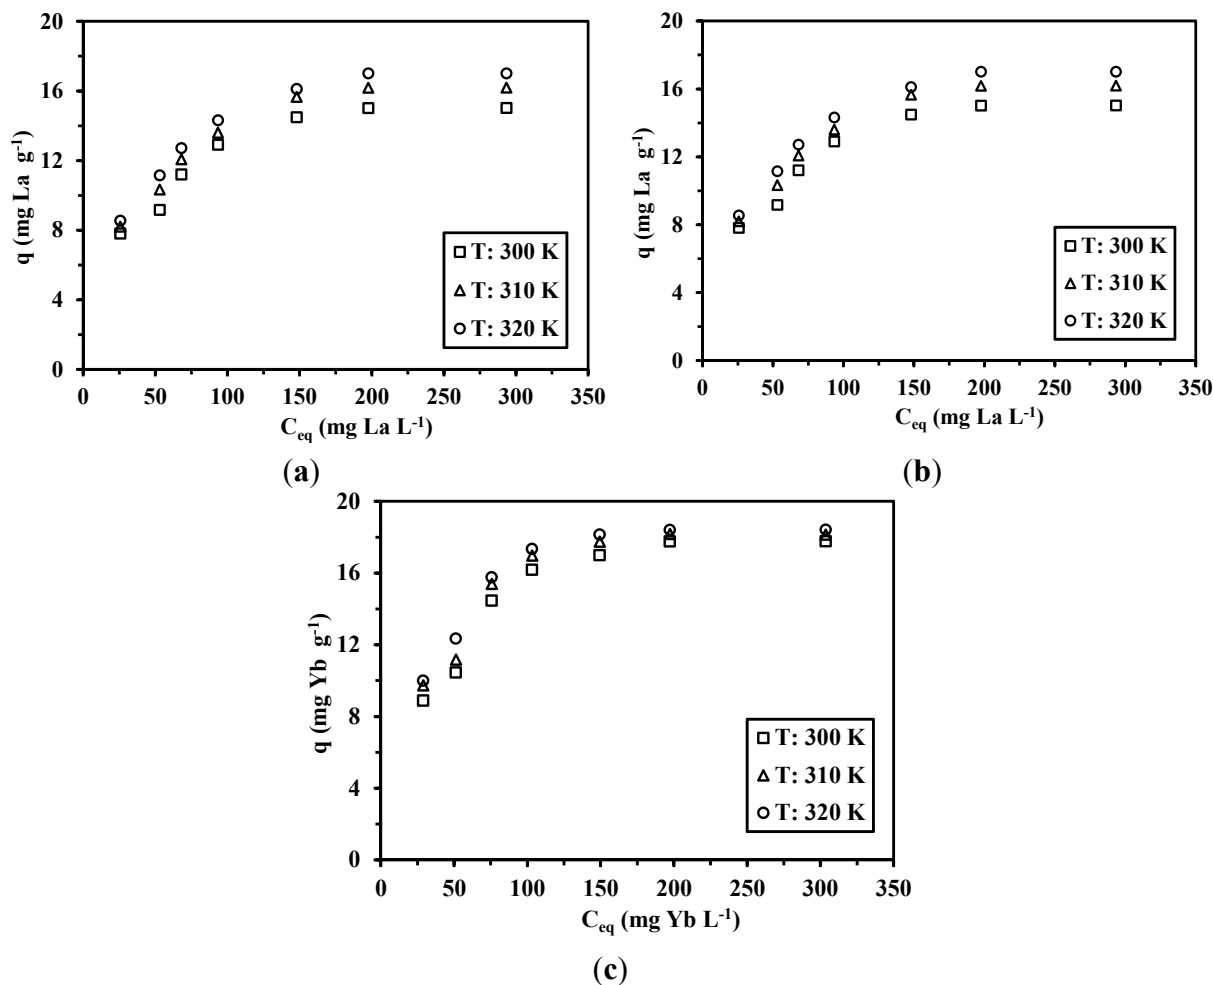 20
16
12
8
4
0
q (mg La g⁻¹)
T: 300 K
T: 310 K
T: 320 K
0 50 100 150 200 250 300 350
C_eq (mg La L⁻¹)
(a)
20
16
12
8
4
0
q (mg La g⁻¹)
T: 300 K
T: 310 K
T: 320 K
0 50 100 150 200 250 300 350
C_eq (mg La L⁻¹)
(b)
20
16
12
8
4
0
q (mg Yb g⁻¹)
T: 300 K
T: 310 K
T: 320 K
0 50 100 150 200 250 300 350
C_eq (mg Yb L⁻¹)
(c)